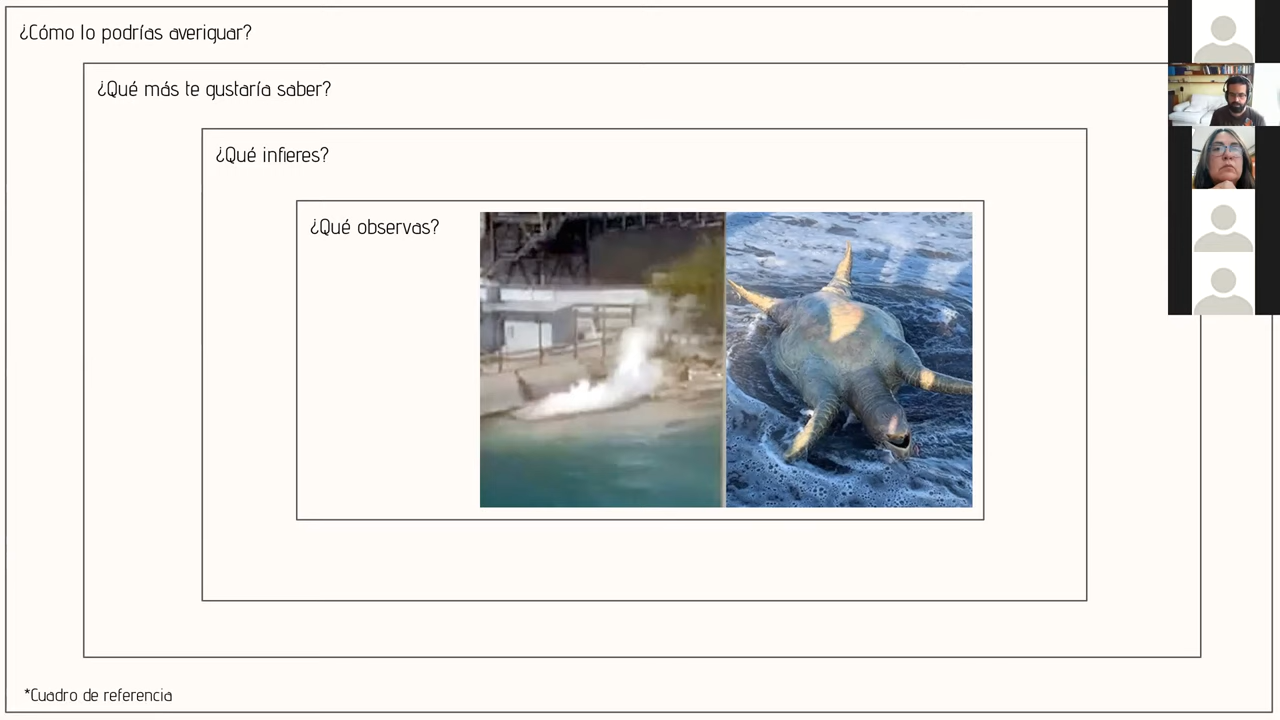 ¿Cómo lo podrías averiguar?
¿Qué más te gustaría saber?
¿Qué infieres?
¿Qué observas?
*Cuadro de referencia